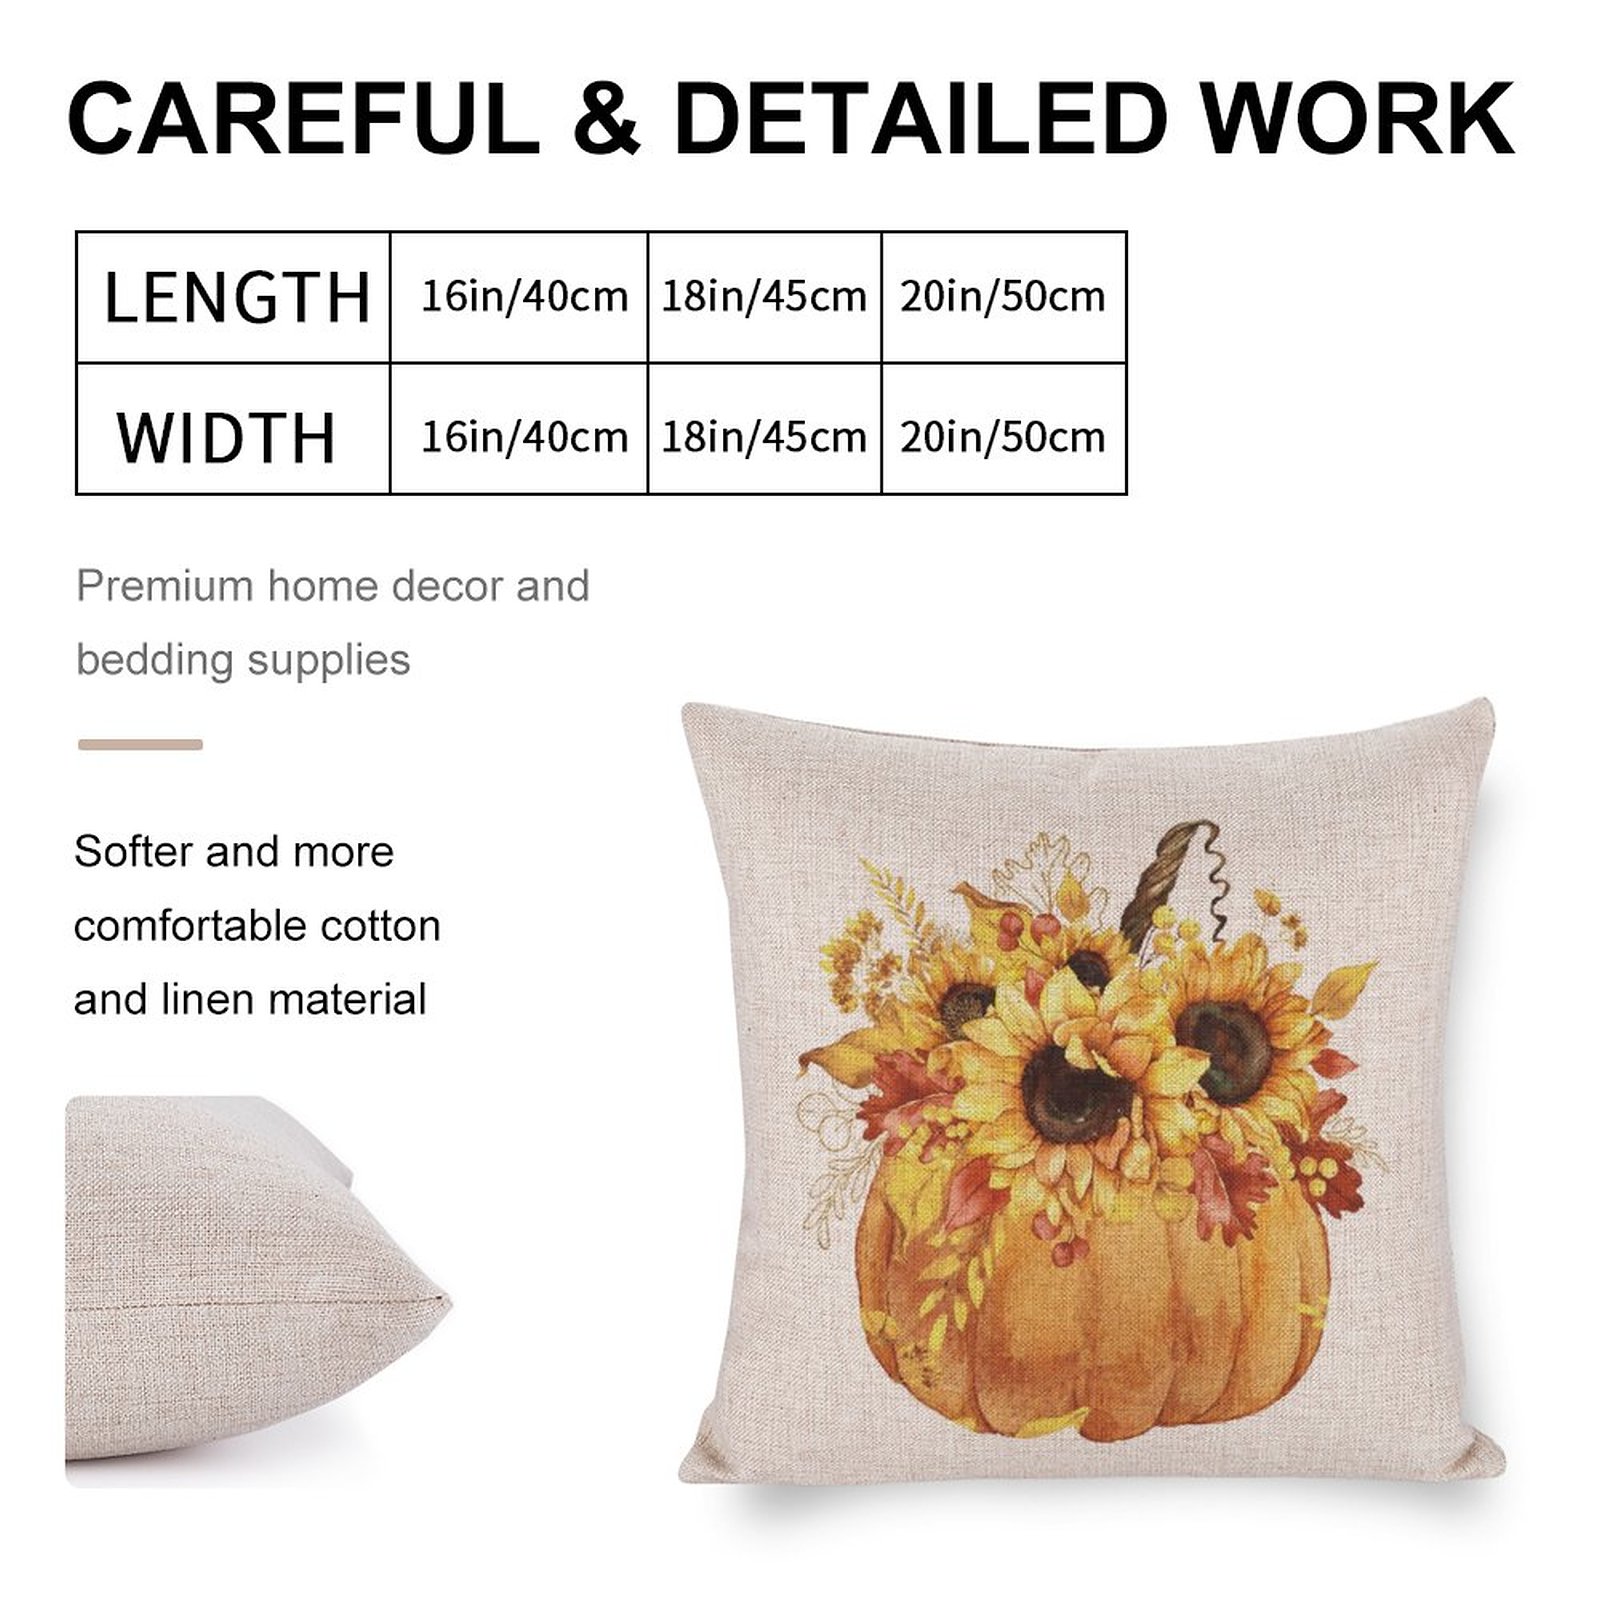 CAREFUL & DETAILED WORK
LENGTH 16in/40cm 18in/45cm 20in/50cm
WIDTH 16in/40cm 18in/45cm 20in/50cm
Premium home decor and
bedding supplies
Softer and more
comfortable cotton
and linen material